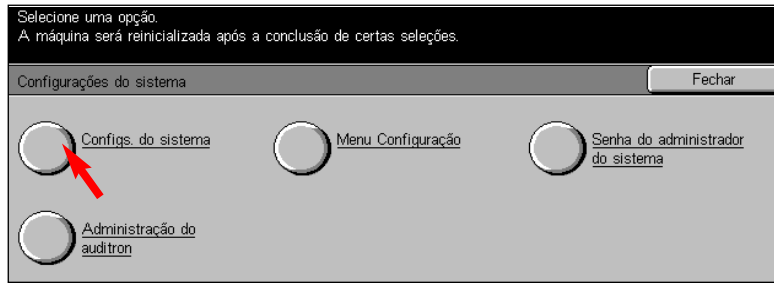 Selecione uma opção.
A máquina será reinicializada após a conclusão de certas seleções.
Configurações do sistema
Fechar
Configs. do sistema
Menu Configuração
Senha do administrador
do sistema
Administração do
auditron